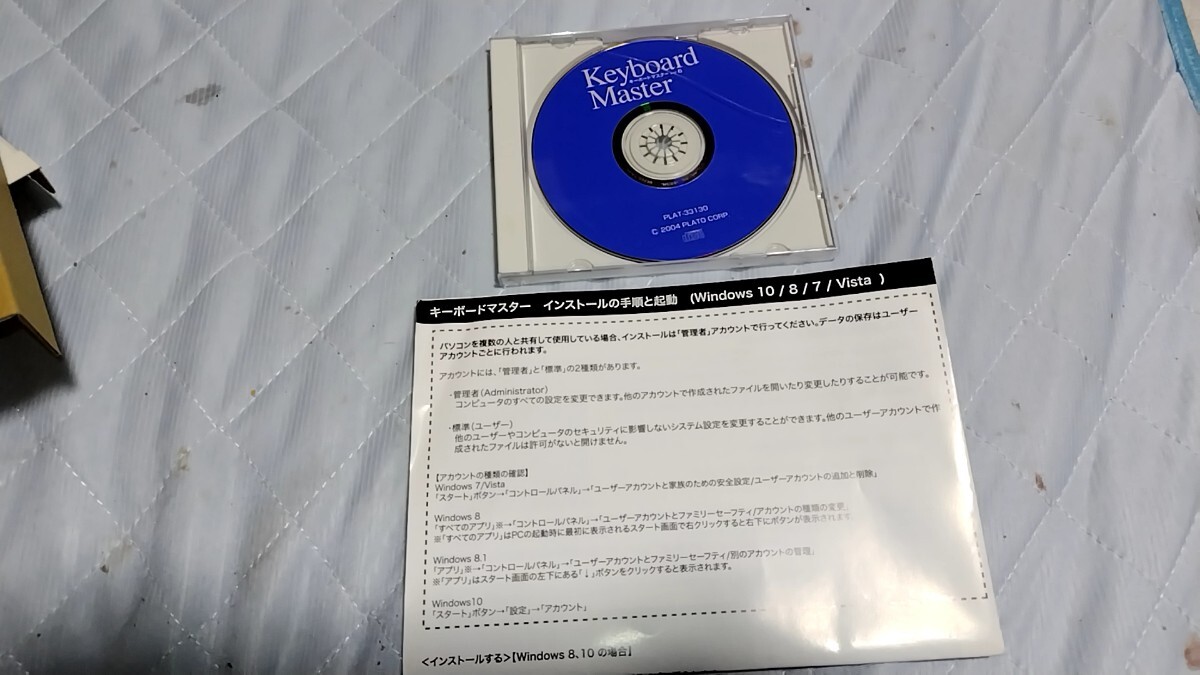 Keyboard
キーボードマスター
Master
PLAT-33130
© 2004 PLATO CORP
キーボードマスター　インストールの手順と起動　(Windows 10 / 8 / 7 / Vista )
パソコンを複数の人と共有して使用している場合、インストールは「管理者」アカウントで行ってください。データの保存はユーザー
アカウントごとに行われます。
アカウントには、「管理者」と「標準」の2種類があります。
・管理者（Administrator）
コンピュータのすべての設定を変更できます。他のアカウントで作成されたファイルを開いたり変更したりすることが可能です。
・標準（ユーザー）
他のユーザーやコンピュータのセキュリティに影響しないシステム設定を変更することができます。他のユーザーアカウントで作
成されたファイルは許可がないと開けません。
【アカウントの種類の確認】
Windows 7/Vista
「スタート」ボタン→「コントロールパネル」→「ユーザーアカウントと家族のための安全設定/ユーザーアカウントの追加と削除」
Windows 8
「すべてのアプリ」※→「コントロールパネル」→「ユーザーアカウントとファミリーセーフティ/アカウントの種類の変更」
※「すべてのアプリ」はPCの起動時に最初に表示されるスタート画面で右クリックすると右下にボタンが表示されます。
Windows 8.1
「アプリ」※→「コントロールパネル」→「ユーザーアカウントとファミリーセーフティ/別のアカウントの管理」
※「アプリ」はスタート画面の左下にある「↓」ボタンをクリックすると表示されます。
Windows10
「スタート」ボタン→「設定」→「アカウント」
＜インストールする＞【Windows 8、10 の場合】